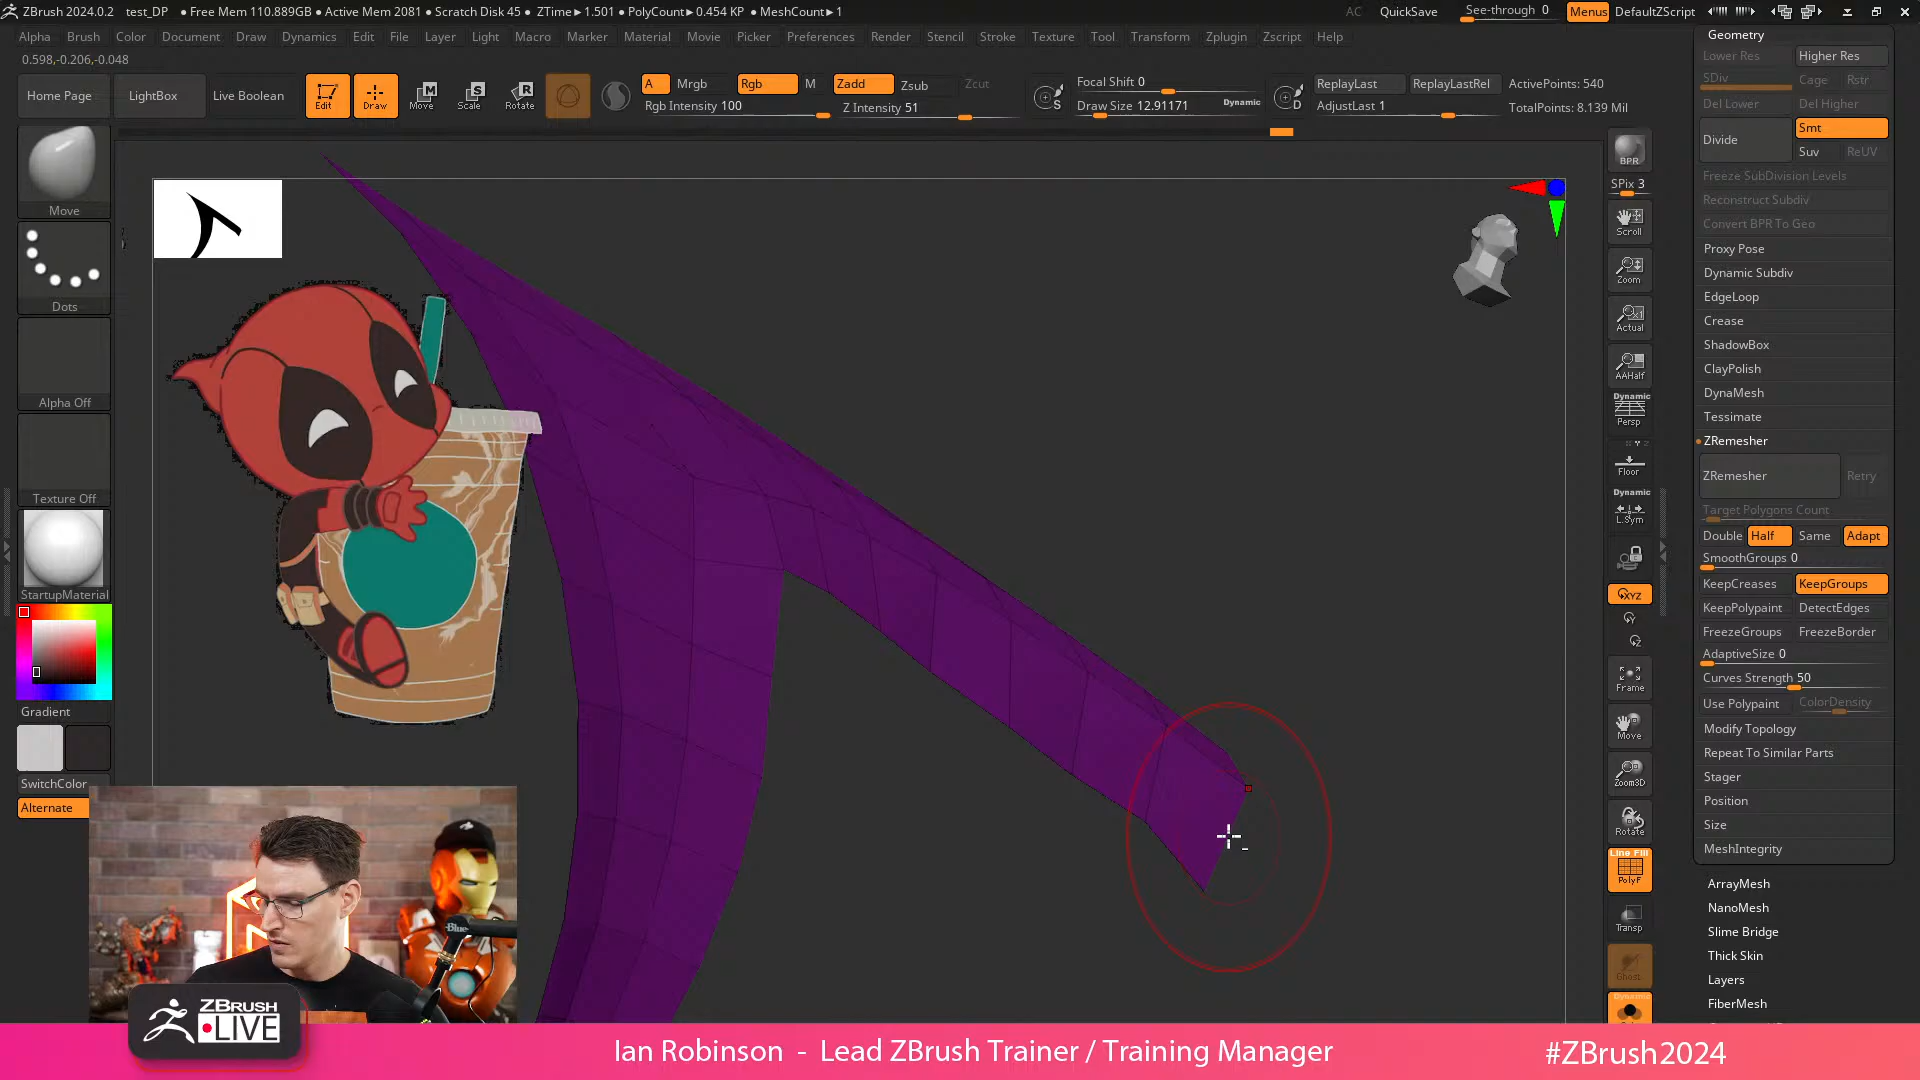 ZBrush 2024.0.2 test_DP ● Free Mem 110.889GB ● Active Mem 2081 ● Scratch Disk 45 ● ZTime►1.501 ● PolyCount►0.454 KP ● MeshCount►1
AC QuickSave See-through 0 Menus DefaultZScript
Alpha Brush Color Document Draw Dynamics Edit File Layer Light Macro Marker Material Movie Picker Preferences Render Stencil Stroke Texture Tool Transform Zplugin Zscript Help
0.598,-0.206,-0.048
Home Page LightBox Live Boolean Edit Draw Move Scale Rotate
A Mrgb Rgb M Zadd Zsub Zcut
Rgb Intensity 100 Z Intensity 51
S Focal Shift 0
Draw Size 12.91171 Dynamic
D ReplayLast ReplayLastRel ActivePoints: 540
AdjustLast 1 TotalPoints: 8.139 Mil
Move
Dots
Alpha Off
Texture Off
StartupMaterial
Gradient
SwitchColor
Alternate
BPR
SPix 3
Scroll
Zoom
Actual
AAHalf
Dynamic
Persp
Floor
Dynamic
L.Sym
XYZ
Y
Z
Frame
Move
Zoom3D
Rotate
Line Fill
PolyF
Transp
Ghost
Dynamic
Geometry
Lower Res Higher Res
SDiv Cage Rstr
Del Lower Del Higher
Divide Smt
Suv ReUV
Freeze SubDivision Levels
Reconstruct Subdiv
Convert BPR To Geo
Proxy Pose
Dynamic Subdiv
EdgeLoop
Crease
ShadowBox
ClayPolish
DynaMesh
Tessimate
ZRemesher
ZRemesher Retry
Target Polygons Count
Double Half Same Adapt
SmoothGroups 0
KeepCreases KeepGroups
KeepPolypaint DetectEdges
FreezeGroups FreezeBorder
AdaptiveSize 0
Curves Strength 50
Use Polypaint ColorDensity
Modify Topology
Repeat To Similar Parts
Stager
Position
Size
MeshIntegrity
ArrayMesh
NanoMesh
Slime Bridge
Thick Skin
Layers
FiberMesh
Blue
ZBRUSH
LIVE
Ian Robinson - Lead ZBrush Trainer / Training Manager
#ZBrush2024